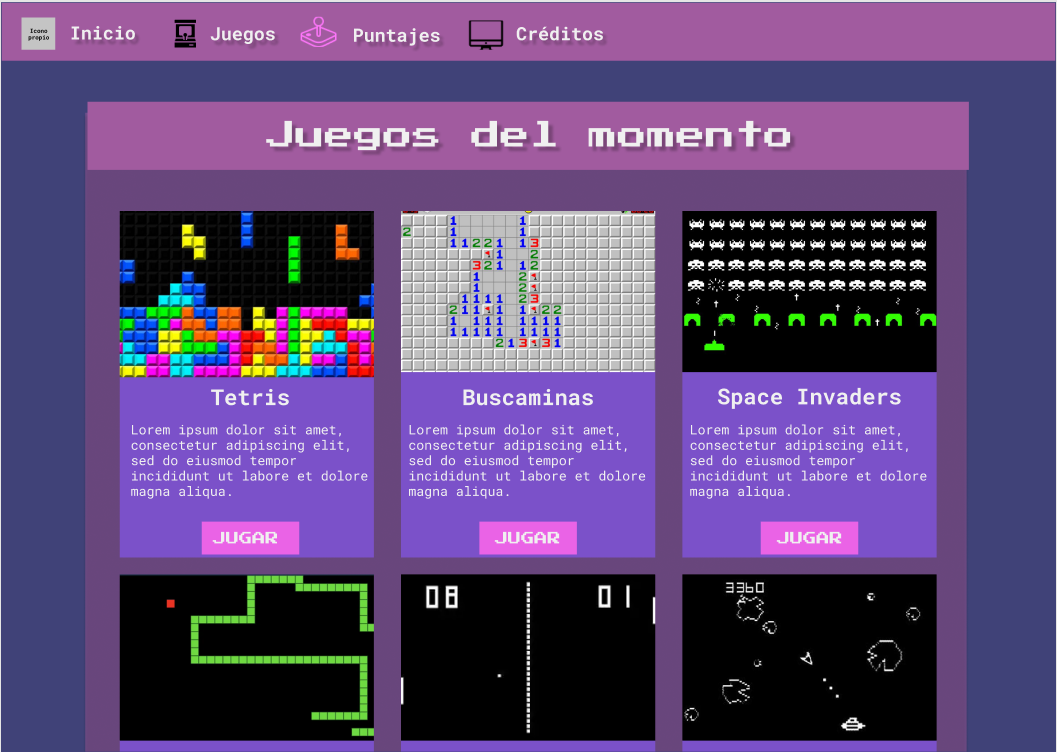 Icono
propio
Inicio
Juegos
Puntajes
Créditos
Juegos del momento
Tetris
Lorem ipsum dolor sit amet,
consectetur adipiscing elit,
sed do eiusmod tempor
incididunt ut labore et dolore
magna aliqua.
JUGAR
Buscaminas
Lorem ipsum dolor sit amet,
consectetur adipiscing elit,
sed do eiusmod tempor
incididunt ut labore et dolore
magna aliqua.
JUGAR
Space Invaders
Lorem ipsum dolor sit amet,
consectetur adipiscing elit,
sed do eiusmod tempor
incididunt ut labore et dolore
magna aliqua.
JUGAR
08
01
3360